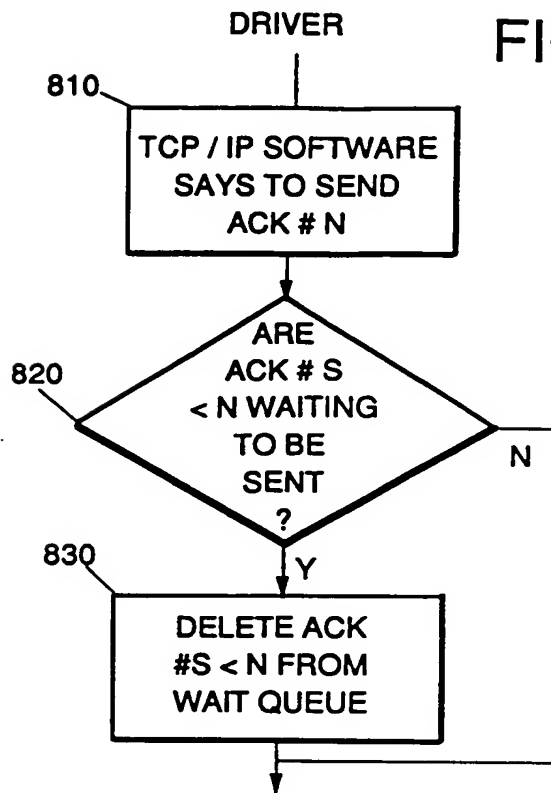 DRIVER
FI
810
TCP / IP SOFTWARE
SAYS TO SEND
ACK # N
820
ARE
ACK # S
< N WAITING
TO BE
SENT
?
N
Y
830
DELETE ACK
#S < N FROM
WAIT QUEUE